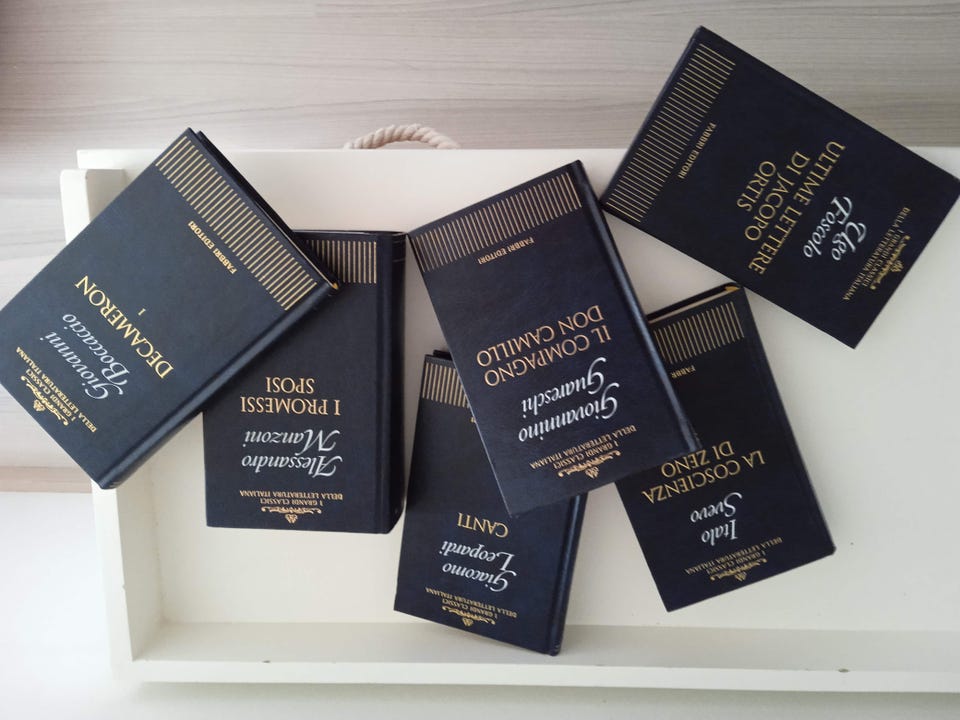 I GRANDI CLASSICI
DELLA LETTERATURA ITALIANA
Giovanni
Boccaccio
DECAMERON
I
FABBRI EDITORI
I GRANDI CLASSICI
DELLA LETTERATURA ITALIANA
Alessandro
Manzoni
I PROMESSI
SPOSI
I GRANDI CLASSICI
DELLA LETTERATURA ITALIANA
Giacomo
Leopardi
CANTI
I GRANDI CLASSICI
DELLA LETTERATURA ITALIANA
Giovannino
Guareschi
IL COMPAGNO
DON CAMILLO
FABBRI EDITORI
I GRANDI CLASSICI
DELLA LETTERATURA ITALIANA
Italo
Svevo
LA COSCIENZA
DI ZENO
FABBR
I GRANDI CLASSICI
DELLA LETTERATURA ITALIANA
Ugo
Foscolo
ULTIME LETTERE
DI JACOPO
ORTIS
FABBRI EDITORI